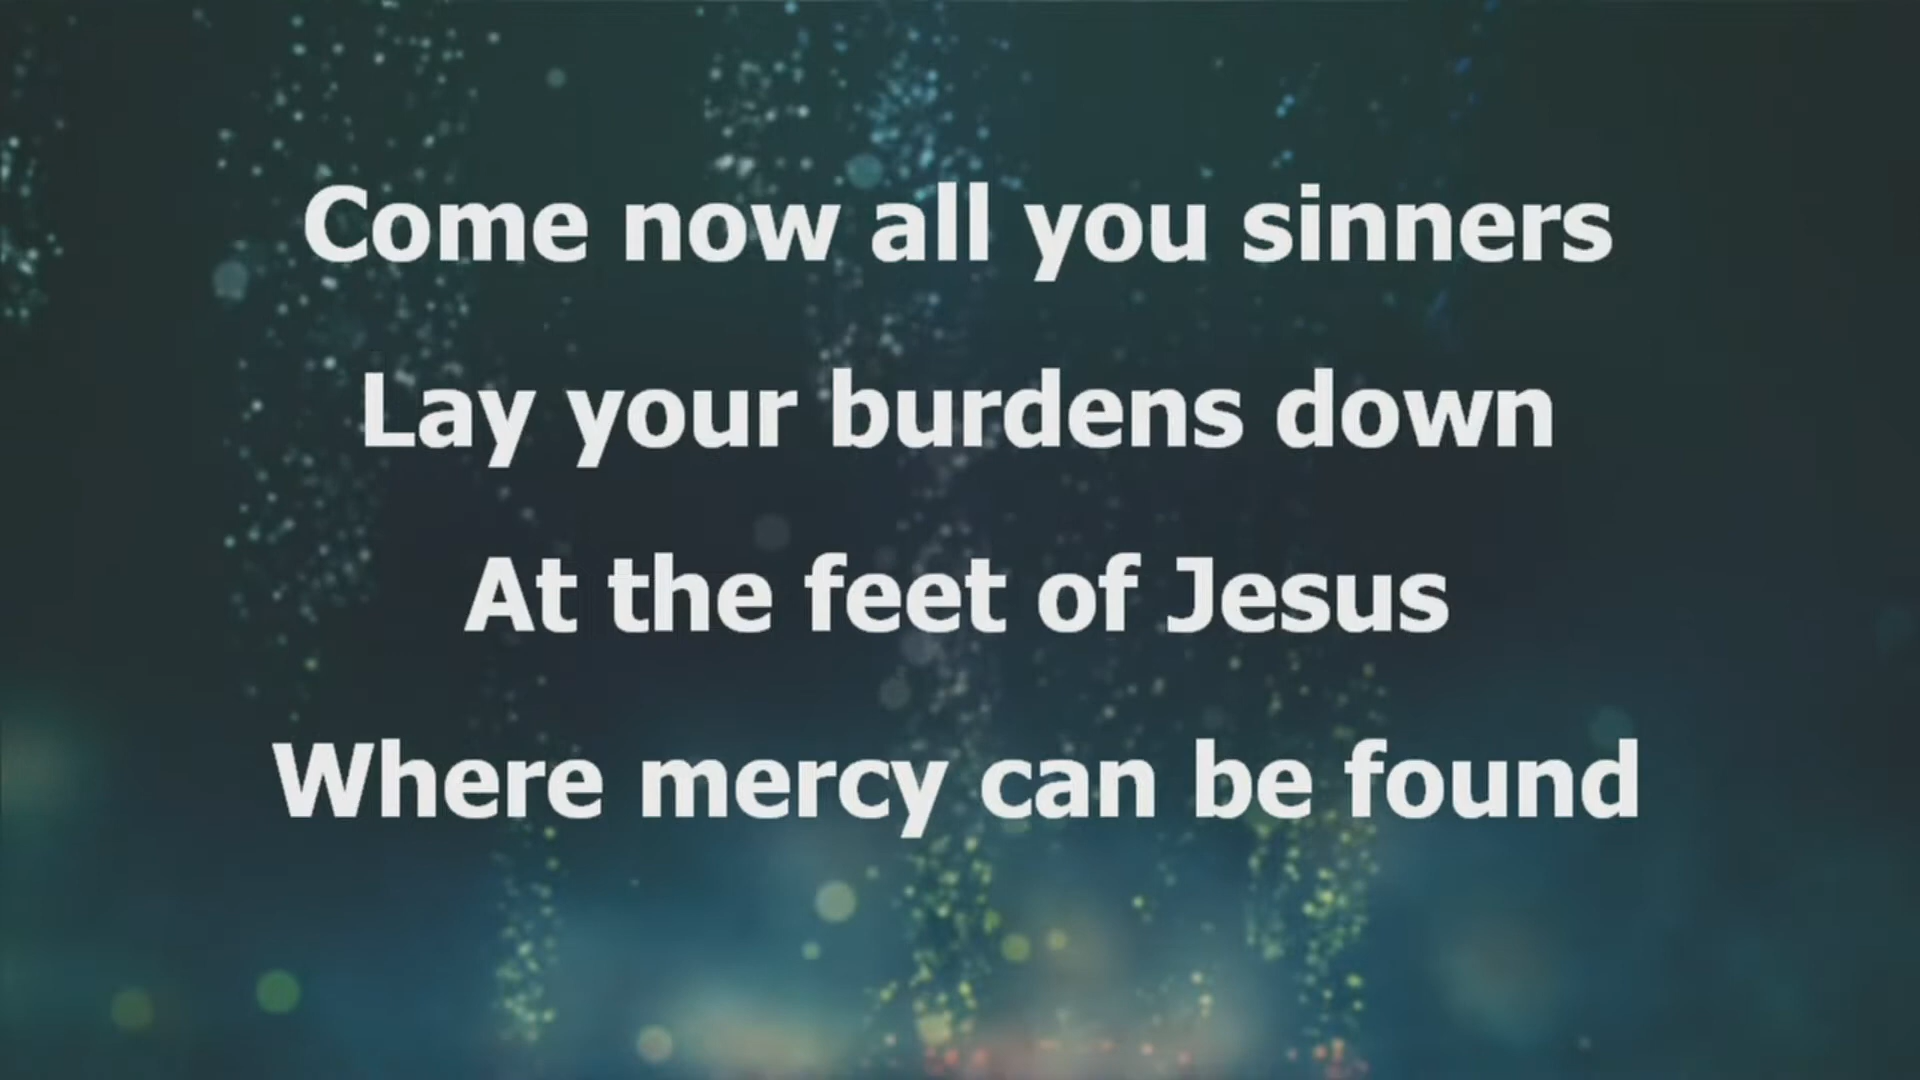 Come now all you sinners
Lay your burdens down
At the feet of Jesus
Where mercy can be found